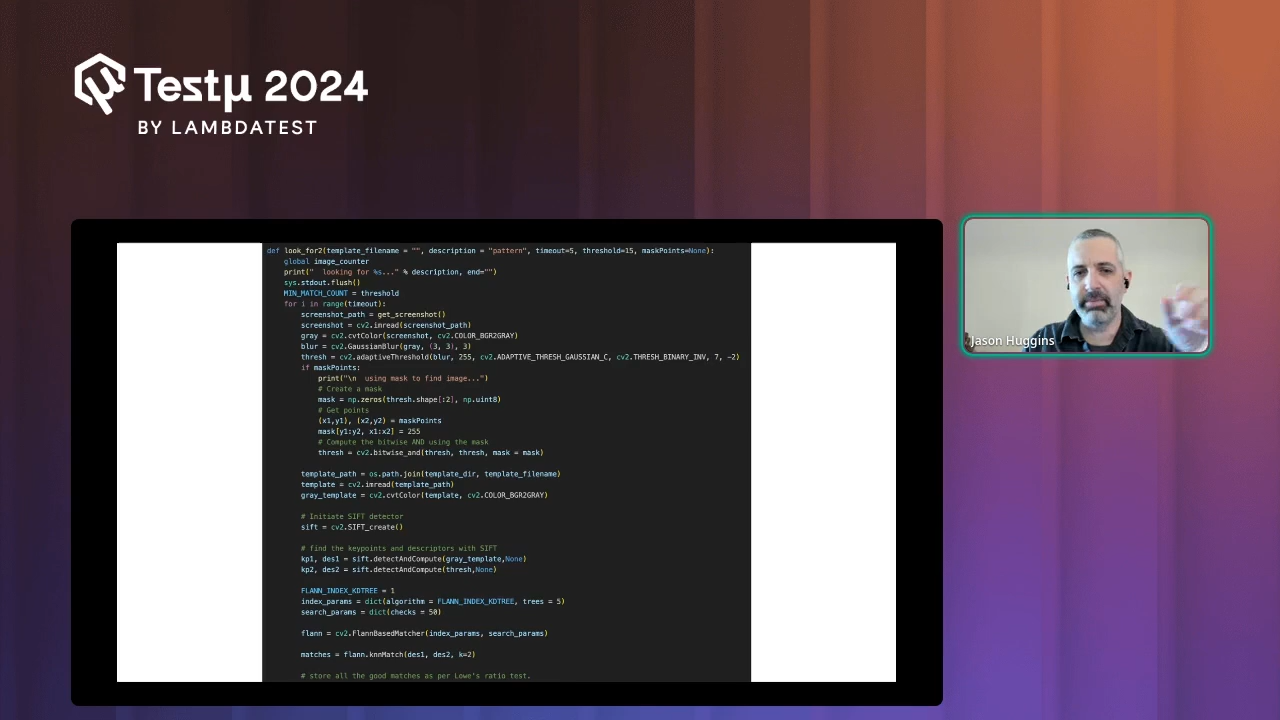 Testμ 2024
BY LAMBDATEST
def look_for2(template_filename = "", description = "pattern", timeout=5, threshold=15, maskPoints=None):
    global image_counter
    print("  looking for %s..." % description, end="")
    sys.stdout.flush()
    MIN_MATCH_COUNT = threshold
    for i in range(timeout):
        screenshot_path = get_screenshot()
        screenshot = cv2.imread(screenshot_path)
        gray = cv2.cvtColor(screenshot, cv2.COLOR_BGR2GRAY)
        blur = cv2.GaussianBlur(gray, (3, 3), 3)
        thresh = cv2.adaptiveThreshold(blur, 255, cv2.ADAPTIVE_THRESH_GAUSSIAN_C, cv2.THRESH_BINARY_INV, 7, -2)
        if maskPoints:
            print("\n  using mask to find image...")
            # Create a mask
            mask = np.zeros(thresh.shape[:2], np.uint8)
            # Get points
            (x1,y1), (x2,y2) = maskPoints
            mask[y1:y2, x1:x2] = 255
            # Compute the bitwise AND using the mask
            thresh = cv2.bitwise_and(thresh, thresh, mask = mask)
        template_path = os.path.join(template_dir, template_filename)
        template = cv2.imread(template_path)
        gray_template = cv2.cvtColor(template, cv2.COLOR_BGR2GRAY)
        # Initiate SIFT detector
        sift = cv2.SIFT_create()
        # find the keypoints and descriptors with SIFT
        kp1, des1 = sift.detectAndCompute(gray_template,None)
        kp2, des2 = sift.detectAndCompute(thresh,None)
        FLANN_INDEX_KDTREE = 1
        index_params = dict(algorithm = FLANN_INDEX_KDTREE, trees = 5)
        search_params = dict(checks = 50)
        flann = cv2.FlannBasedMatcher(index_params, search_params)
        matches = flann.knnMatch(des1, des2, k=2)
        # store all the good matches as per Lowe's ratio test.
Jason Huggins